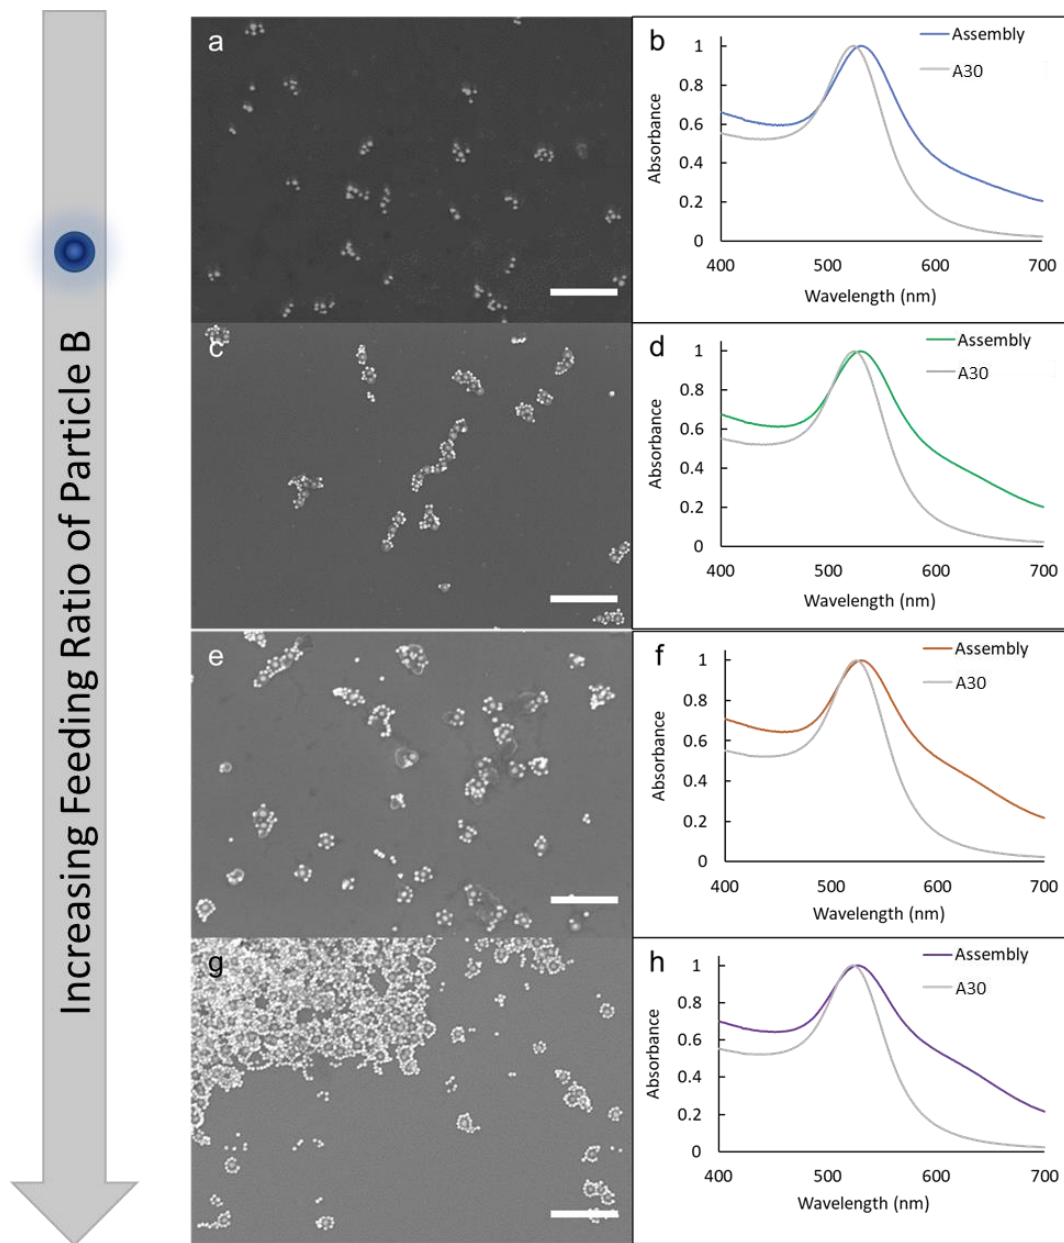 Increasing Feeding Ratio of Particle B
a
b
Assembly
A30
1
0.8
0.6
0.4
0.2
0
Absorbance
400
500
600
700
Wavelength (nm)
c
d
Assembly
A30
1
0.8
0.6
0.4
0.2
0
Absorbance
400
500
600
700
Wavelength (nm)
e
f
Assembly
A30
1
0.8
0.6
0.4
0.2
0
Absorbance
400
500
600
700
Wavelength (nm)
g
h
Assembly
A30
1
0.8
0.6
0.4
0.2
0
Absorbance
400
500
600
700
Wavelength (nm)